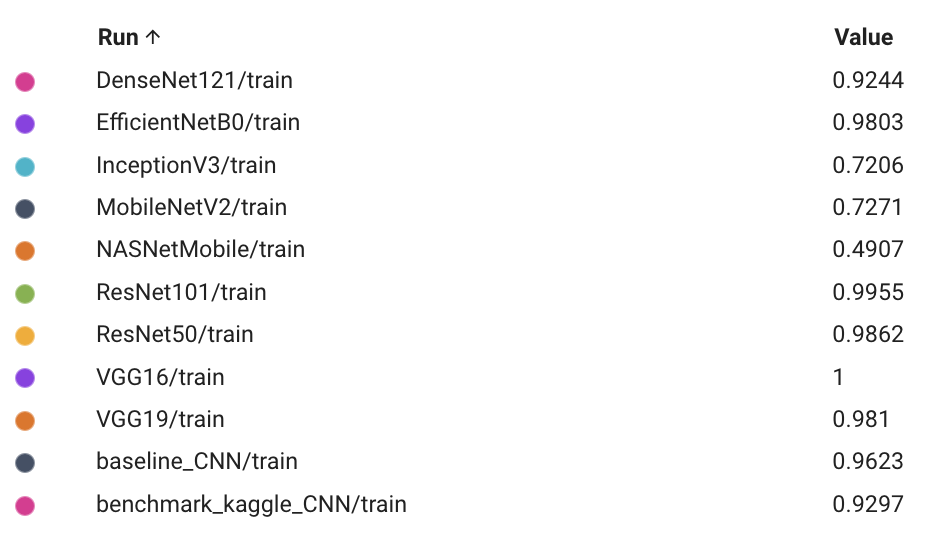 Run ↑ Value
DenseNet121/train 0.9244
EfficientNetB0/train 0.9803
InceptionV3/train 0.7206
MobileNetV2/train 0.7271
NASNetMobile/train 0.4907
ResNet101/train 0.9955
ResNet50/train 0.9862
VGG16/train 1
VGG19/train 0.981
baseline_CNN/train 0.9623
benchmark_kaggle_CNN/train 0.9297